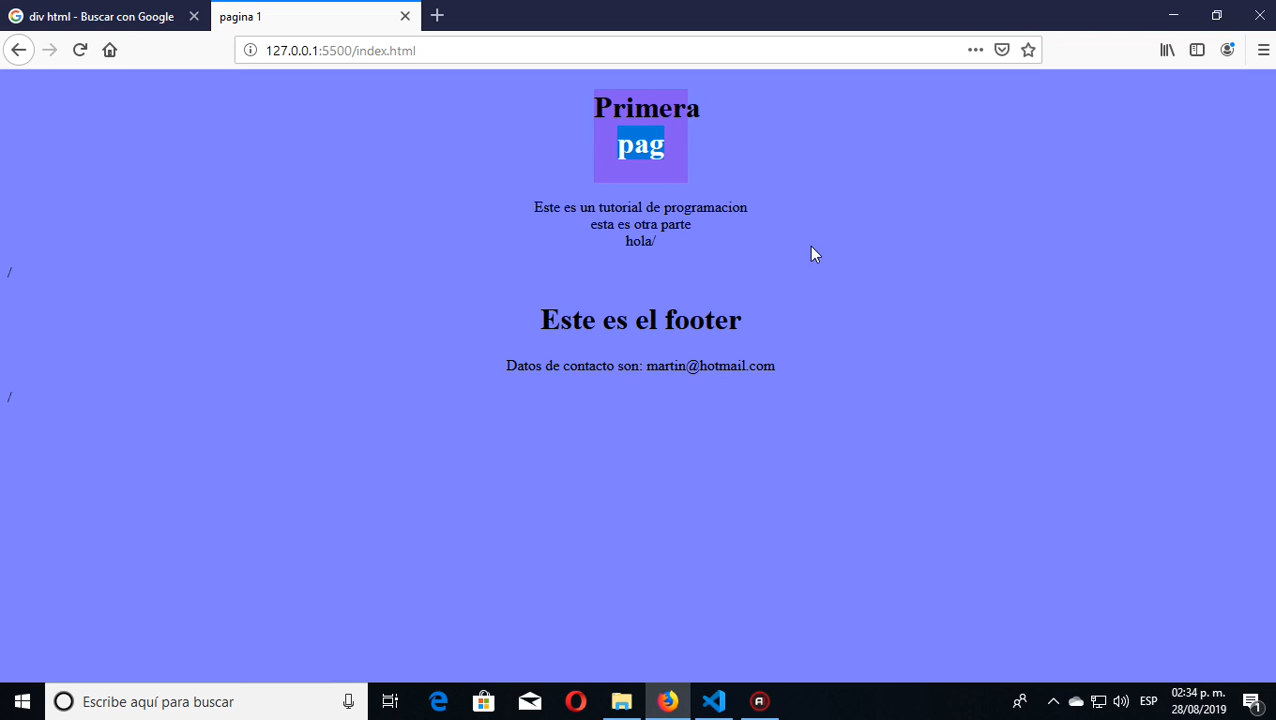 div html - Buscar con Google
pagina 1
127.0.0.1:5500/index.html
Primera
pag
Este es un tutorial de programacion
esta es otra parte
hola/
/
Este es el footer
Datos de contacto son: martin@hotmail.com
/
Escribe aquí para buscar
ESP
02:34 p. m.
28/08/2019
1